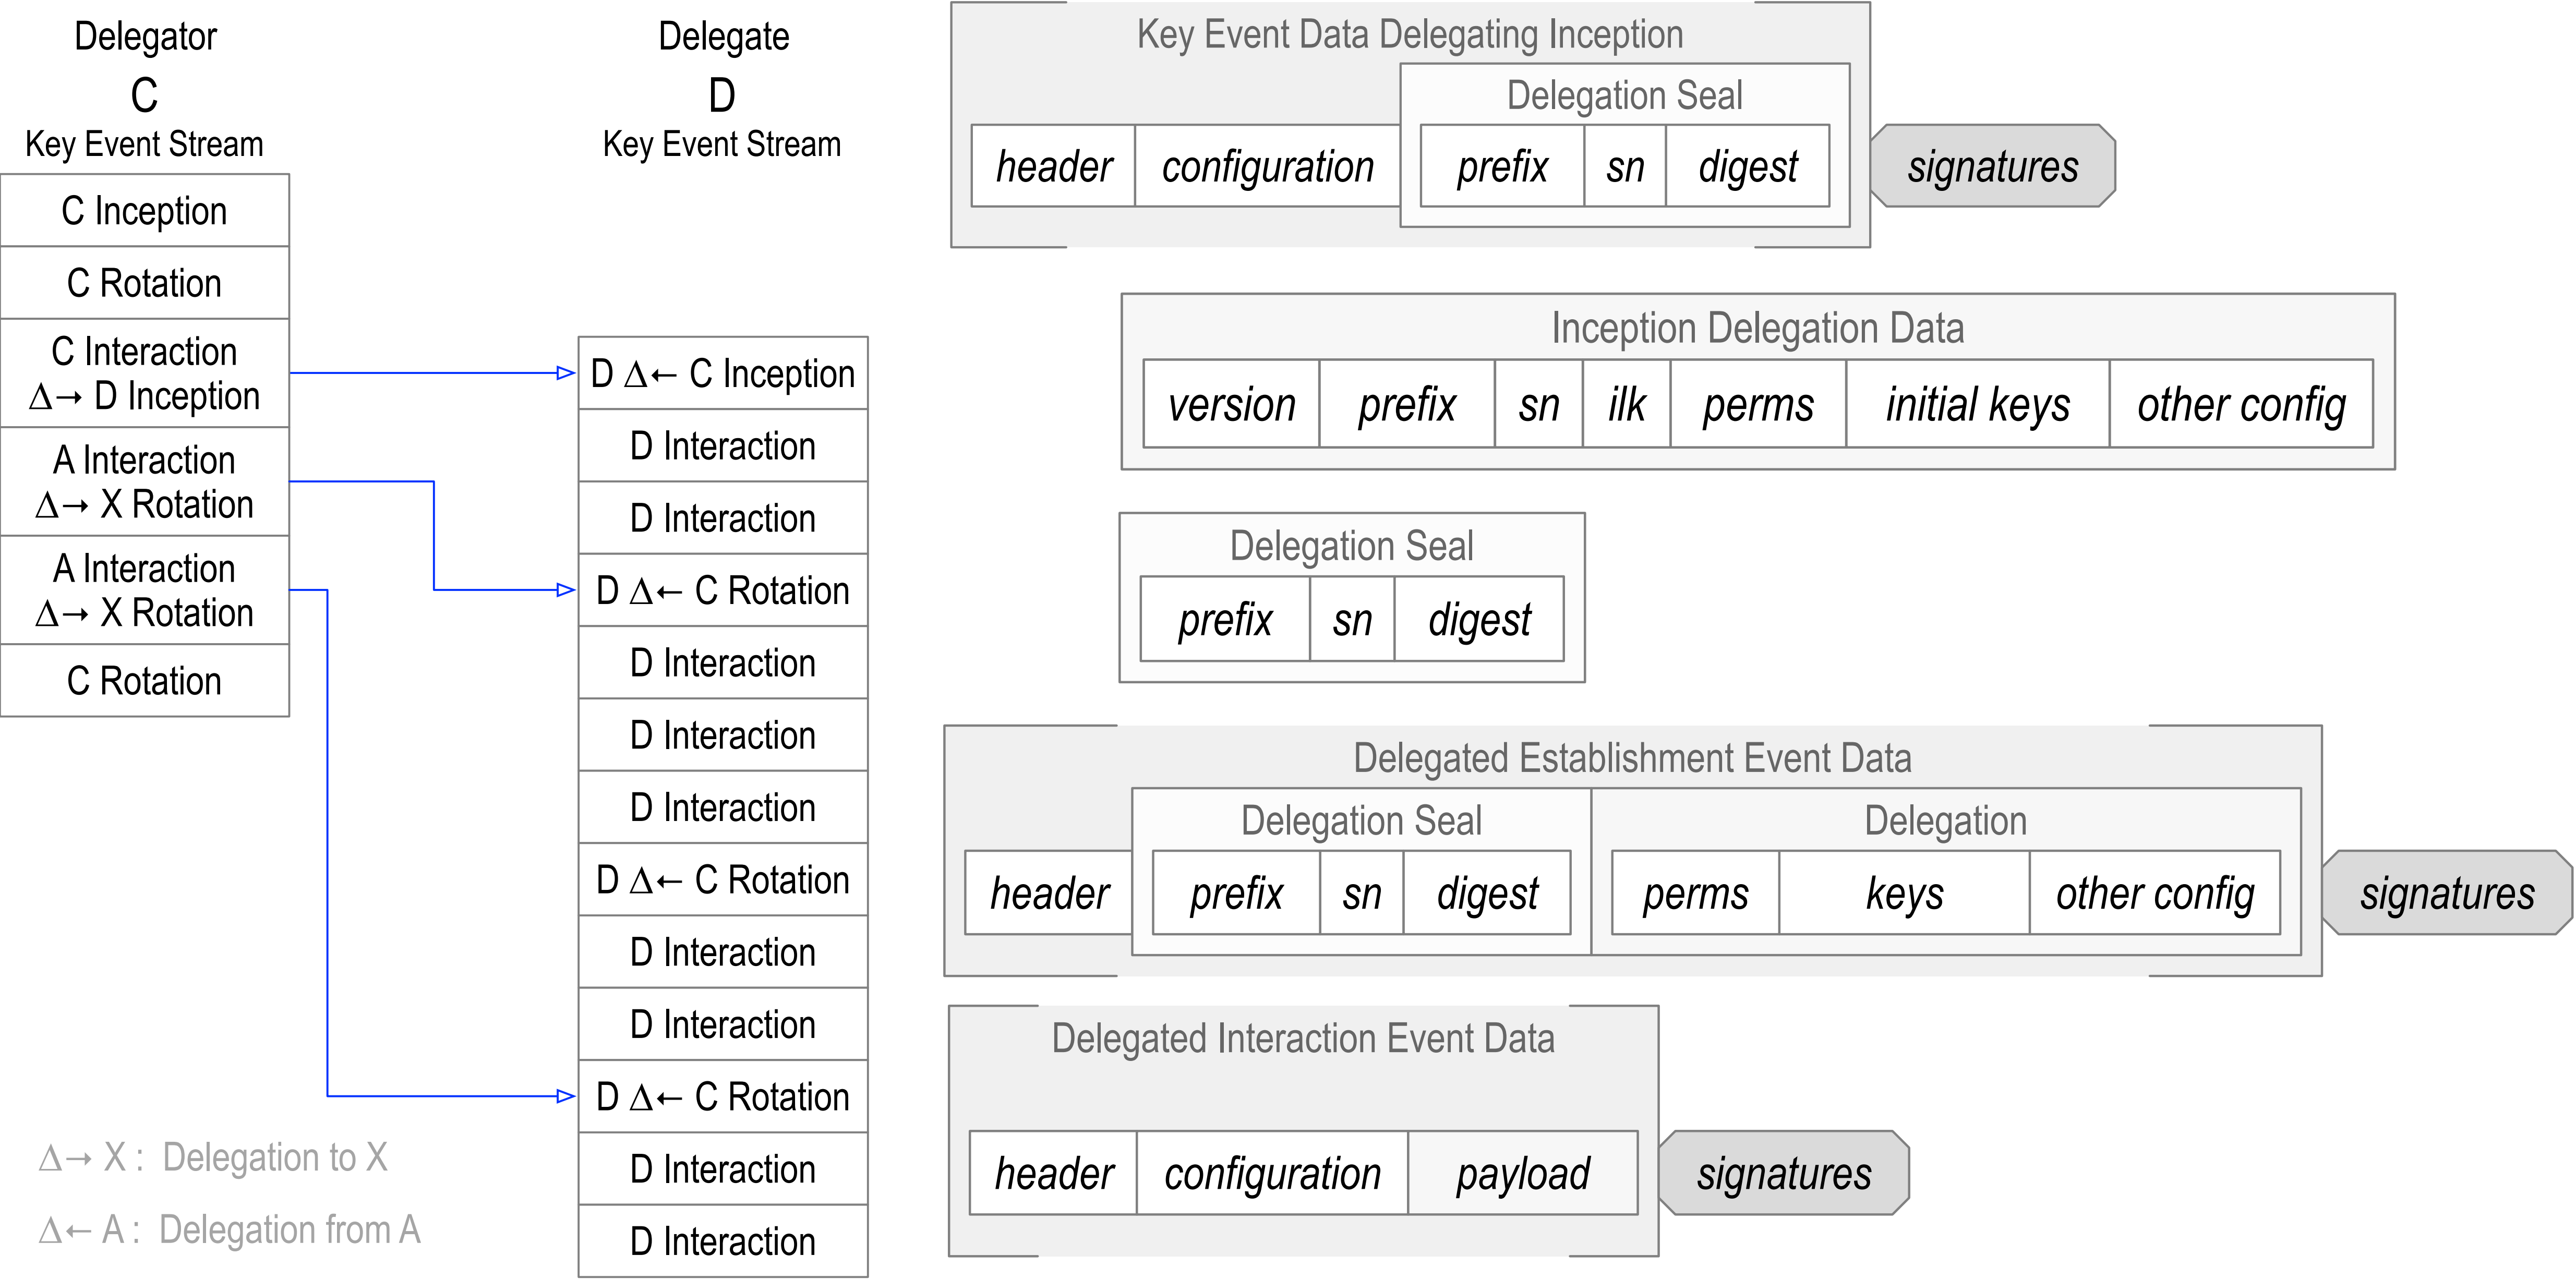 Delegator
C
Key Event Stream
C Inception
C Rotation
C Interaction
Δ→ D Inception
A Interaction
Δ→ X Rotation
A Interaction
Δ→ X Rotation
C Rotation
Δ→ X : Delegation to X
Δ← A : Delegation from A
Delegate
D
Key Event Stream
D Δ← C Inception
D Interaction
D Interaction
D Δ← C Rotation
D Interaction
D Interaction
D Interaction
D Δ← C Rotation
D Interaction
D Interaction
D Δ← C Rotation
D Interaction
D Interaction
Key Event Data Delegating Inception
Delegation Seal
header configuration prefix sn digest signatures
Inception Delegation Data
version prefix sn ilk perms initial keys other config
Delegation Seal
prefix sn digest
Delegated Establishment Event Data
Delegation Seal Delegation
header prefix sn digest perms keys other config signatures
Delegated Interaction Event Data
header configuration payload signatures